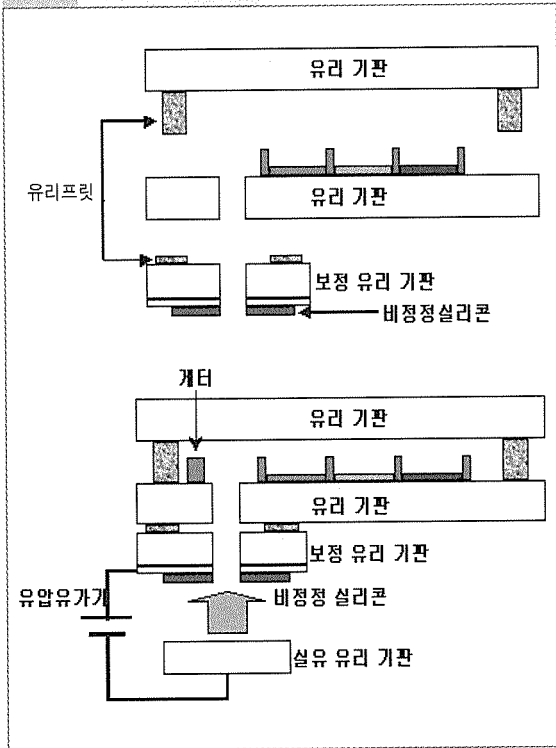 유리 기판
유리프릿
유리 기판
보정 유리 기판
비정정실리콘
게터
유리 기판
유리 기판
보정 유리 기판
유압유가기
비정정 실리콘
실유 유리 기판